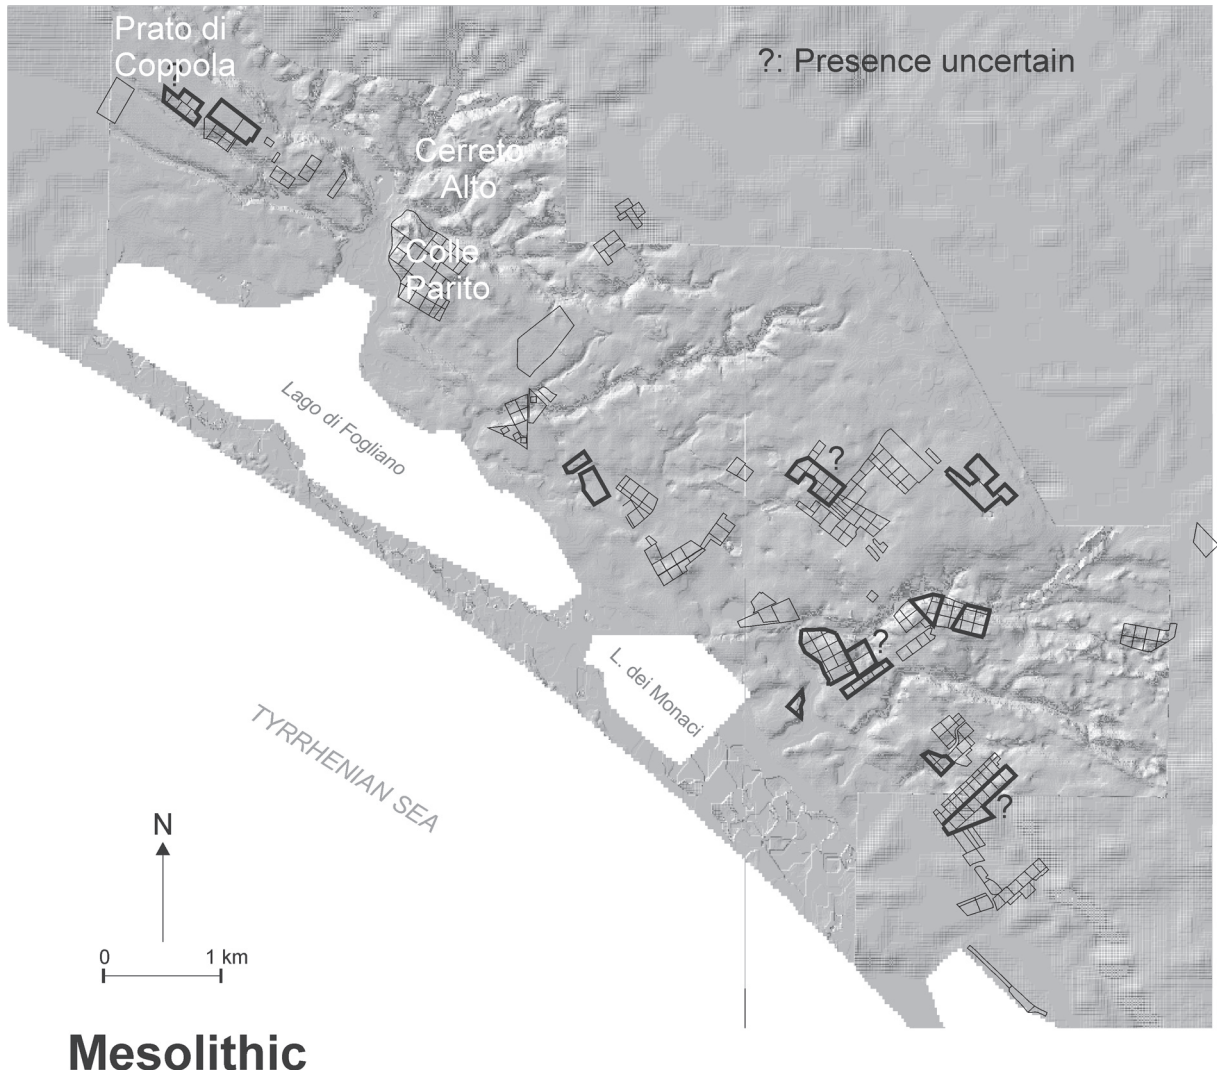 Prato di
Coppola
?: Presence uncertain
?
Cerreto
Alto
Colle
Parito
Lago di Fogliano
?
?
L. dei Monaci
TYRRHENIAN SEA
?
N
0 1 km
Mesolithic